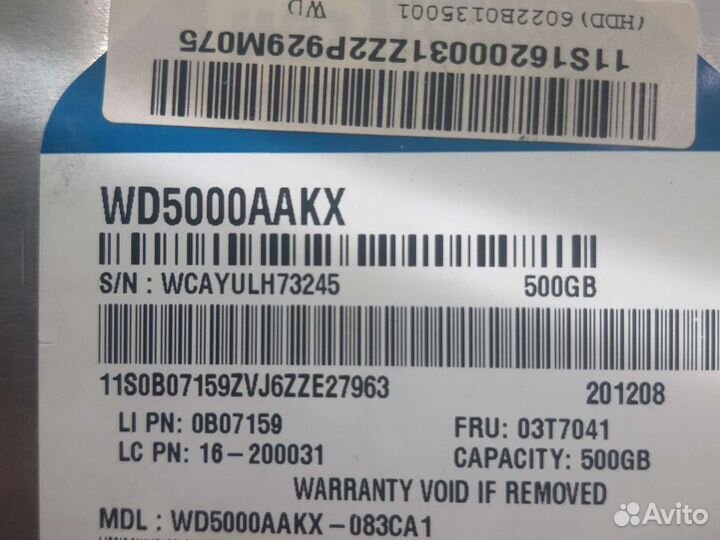 (HDD) 6022B0135001
WD
11S16200031ZZ2P929M075
WD5000AAKX
S/N : WCAYULH73245 500GB
11S0B07159ZVJ6ZZE27963 201208
LI PN: 0B07159 FRU: 03T7041
LC PN: 16-200031 CAPACITY: 500GB
WARRANTY VOID IF REMOVED
MDL : WD5000AAKX-083CA1
Avito